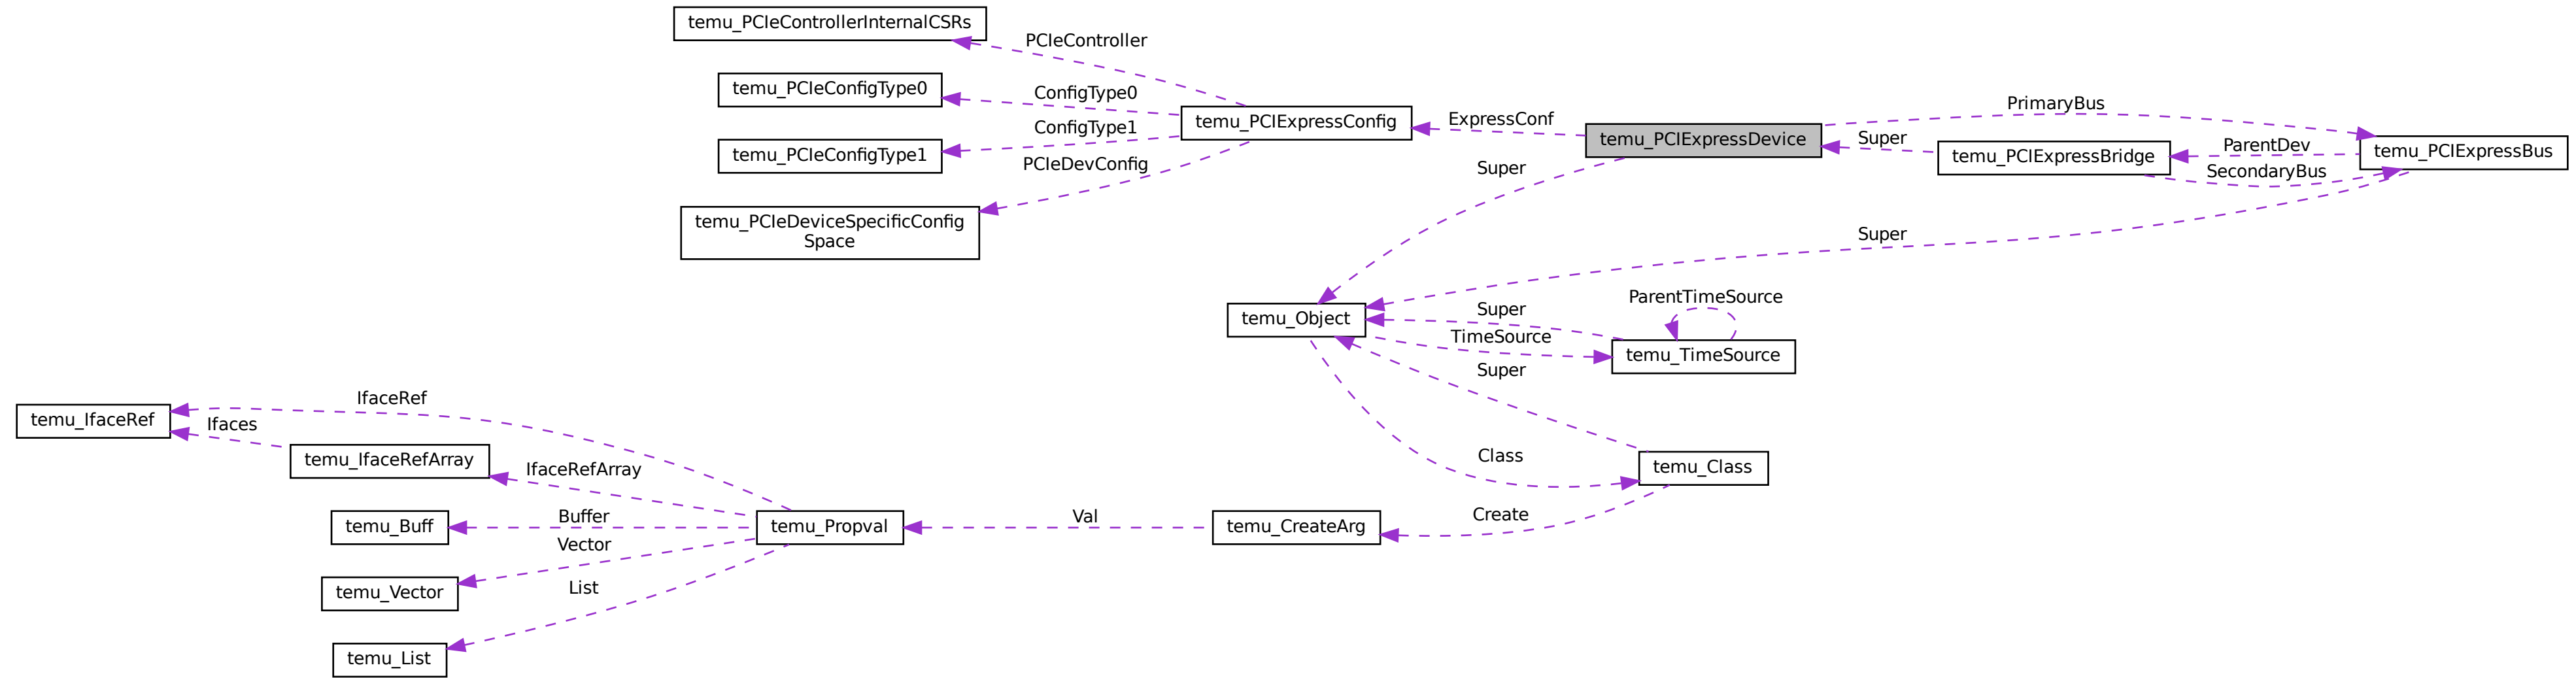 temu_PCIeControllerInternalCSRs
PCIeController
temu_PCIeConfigType0
ConfigType0
temu_PCIExpressConfig
ExpressConf
temu_PCIExpressDevice
PrimaryBus
ConfigType1
temu_PCIeConfigType1
Super
temu_PCIExpressBridge
ParentDev
temu_PCIExpressBus
SecondaryBus
PCIeDevConfig
Super
temu_PCIeDeviceSpecificConfig
Space
Super
ParentTimeSource
temu_Object
Super
TimeSource
temu_TimeSource
Super
IfaceRef
temu_IfaceRef
Ifaces
temu_IfaceRefArray
IfaceRefArray
Class
temu_Class
Buffer
temu_Buff
temu_Propval
Val
temu_CreateArg
Create
Vector
temu_Vector
List
temu_List